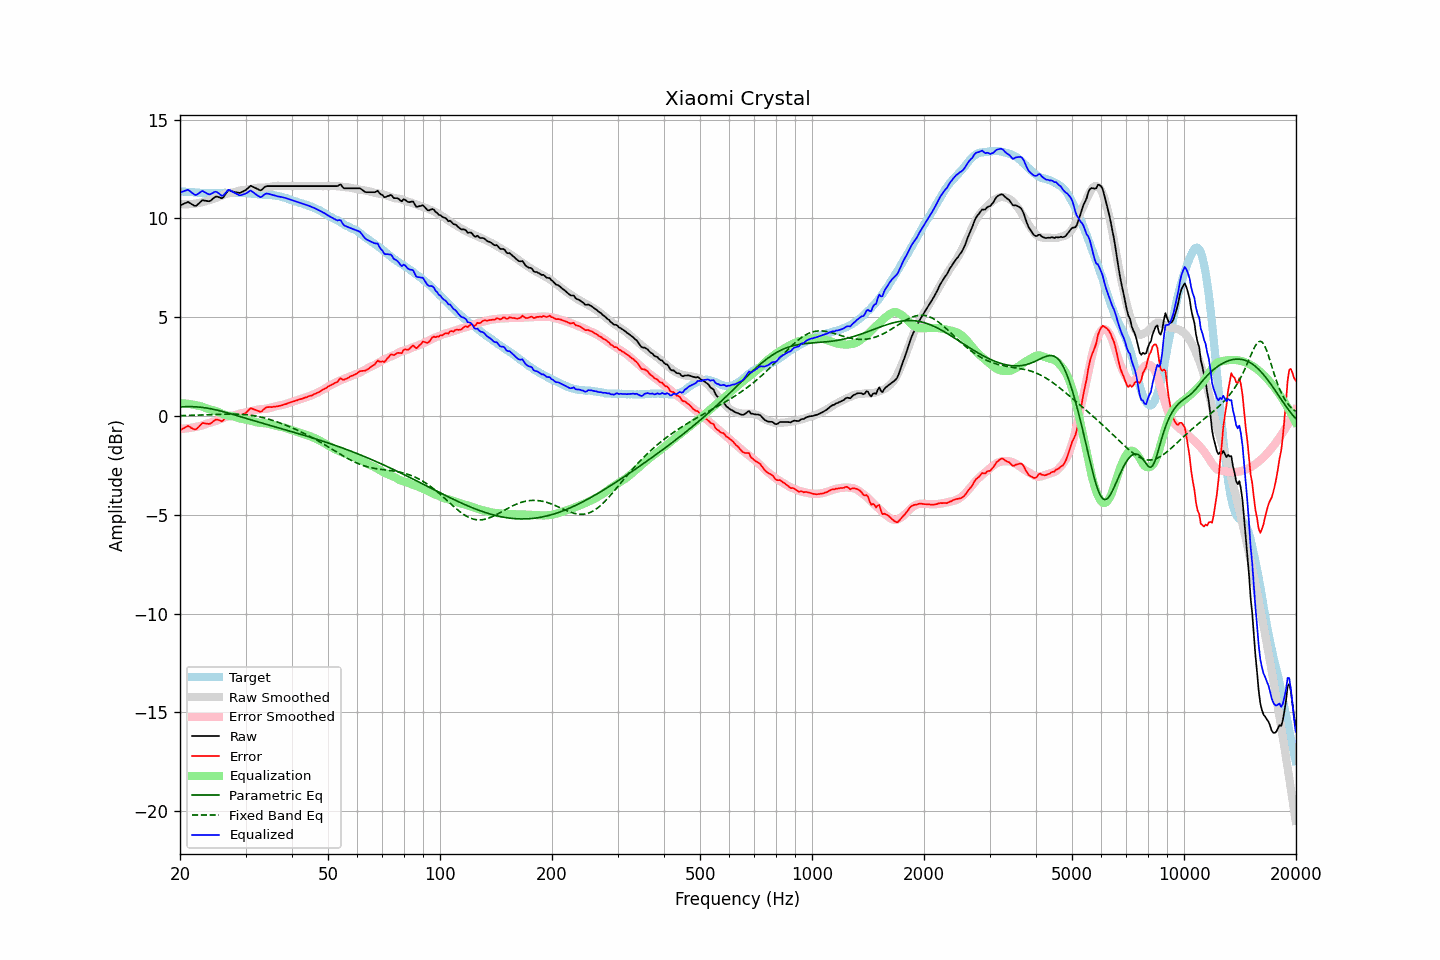 Xiaomi Crystal
15
10
5
0
−5
−10
−15
−20
Amplitude (dBr)
Target
Raw Smoothed
Error Smoothed
Raw
Error
Equalization
Parametric Eq
Fixed Band Eq
Equalized
20 50 100 200 500 1000 2000 5000 10000 20000
Frequency (Hz)